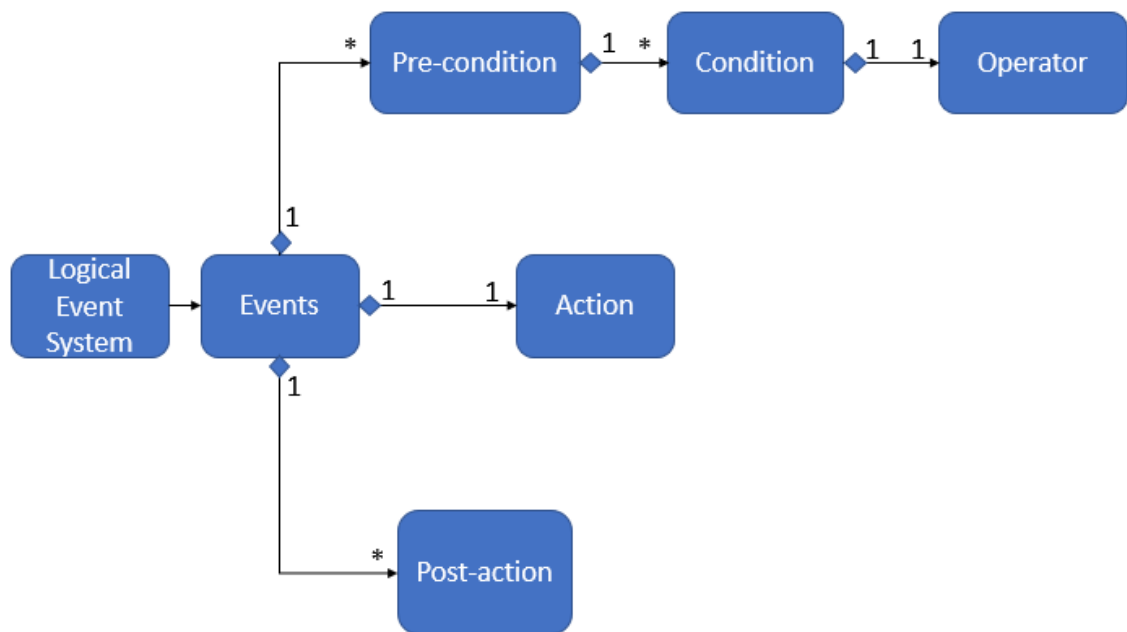 * Pre-condition 1 * Condition 1 1 Operator
1
Logical
Event
System
Events 1 1 Action
1
* Post-action